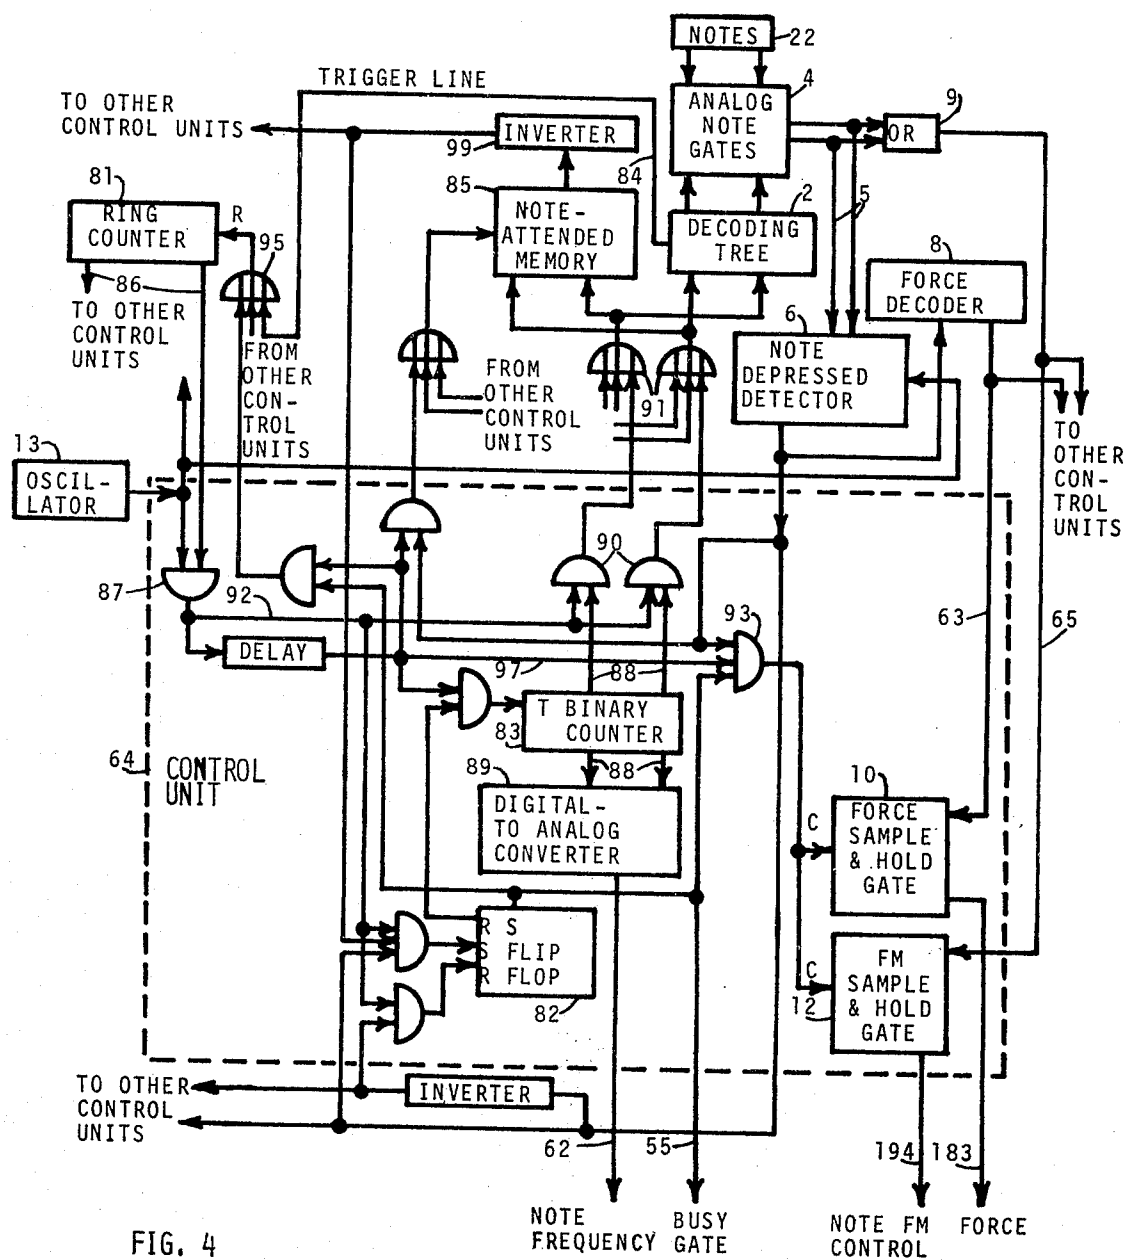 NOTES
22
TRIGGER LINE
4
9
TO OTHER
CONTROL UNITS
INVERTER
99
ANALOG
NOTE
GATES
OR
84
81
85
2
5
RING
COUNTER
R
95
NOTE-
ATTENDED
MEMORY
DECODING
TREE
8
FORCE
DECODER
86
TO OTHER
CONTROL
UNITS
6
FROM
OTHER
CON-
TROL
UNITS
FROM
OTHER
CONTROL
UNITS
91
NOTE
DEPRESSED
DETECTOR
TO
OTHER
CON-
TROL
UNITS
13
OSCIL-
LATOR
87
92
90
93
63
65
DELAY
97
88
T BINARY
COUNTER
83
64
CONTROL
UNIT
89
88
DIGITAL-
TO ANALOG
CONVERTER
10
C
FORCE
SAMPLE
& HOLD
GATE
R S
S FLIP
R FLOP
82
C
12
FM
SAMPLE
& HOLD
GATE
TO OTHER
CONTROL
UNITS
INVERTER
62
55
194
183
NOTE
FREQUENCY
BUSY
GATE
NOTE FM
CONTROL
FORCE
FIG. 4